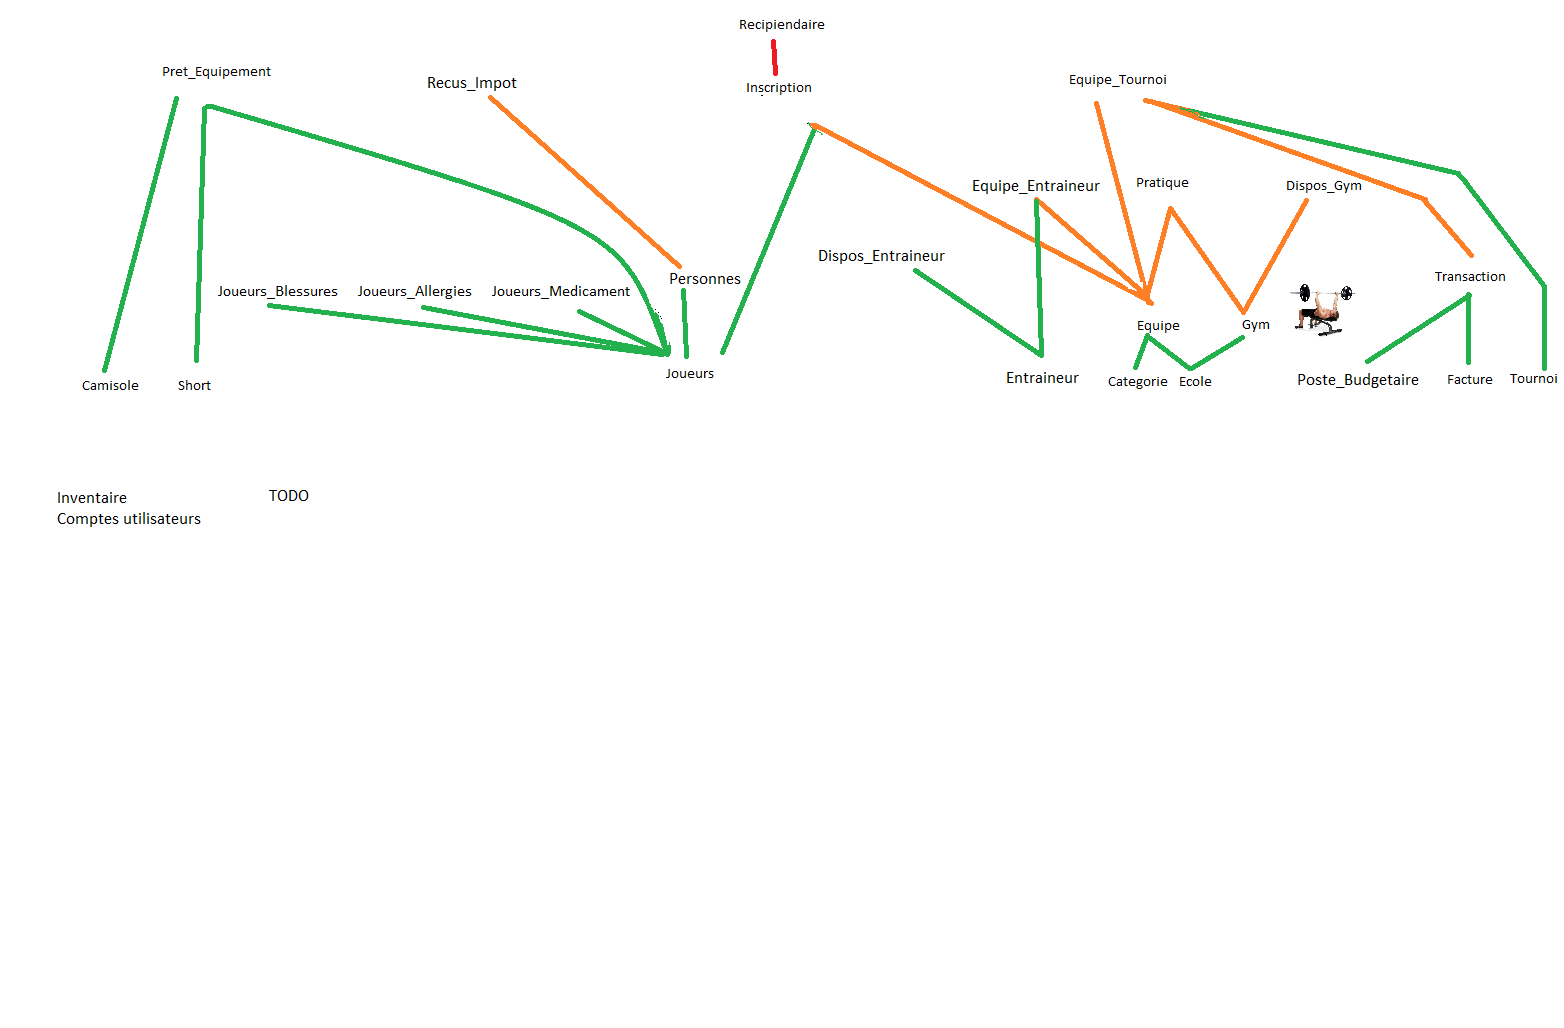 Recipiendaire
Pret_Equipement
Recus_Impot
Inscription
Equipe_Tournoi
Equipe_Entraineur
Pratique
Dispos_Gym
Dispos_Entraineur
Personnes
Transaction
Joueurs_Blessures
Joueurs_Allergies
Joueurs_Medicament
Equipe
Gym
Joueurs
Entraineur
Camisole
Short
Categorie
Ecole
Poste_Budgetaire
Facture
Tournoi
Inventaire
TODO
Comptes utilisateurs